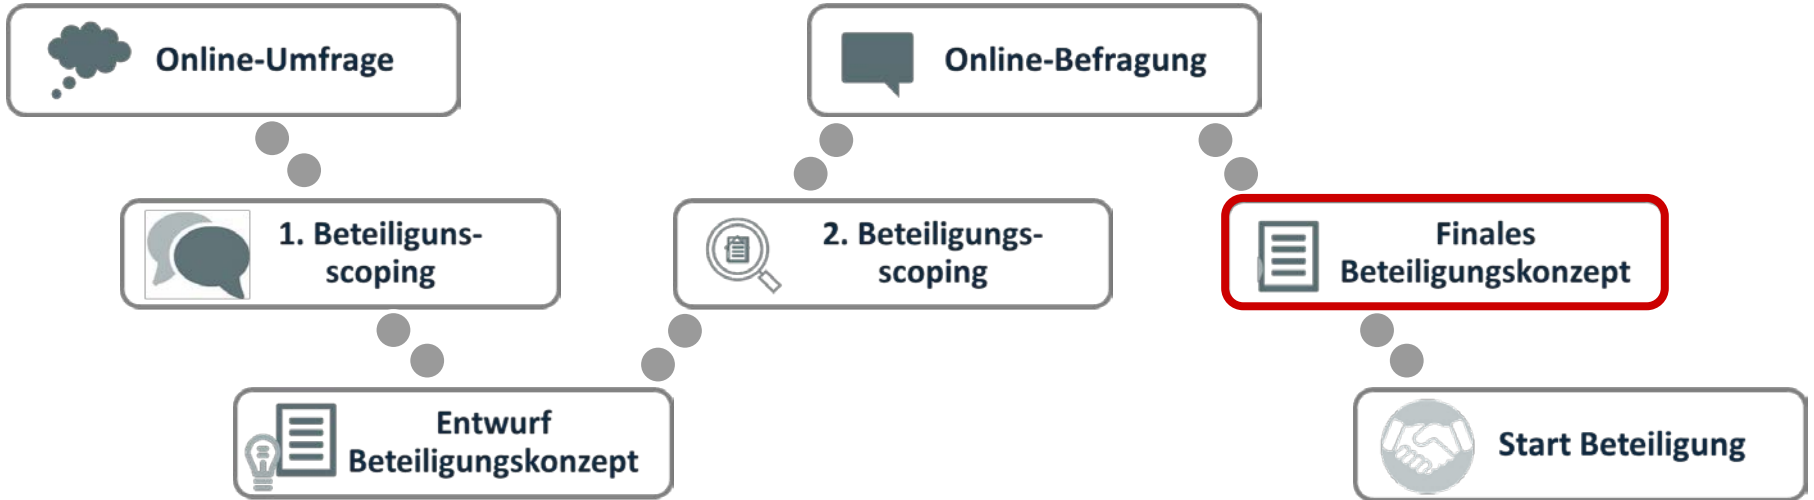 Online-Umfrage
Online-Befragung
1. Beteiliguns-
scoping
2. Beteiligungs-
scoping
Finales
Beteiligungskonzept
Entwurf
Beteiligungskonzept
Start Beteiligung